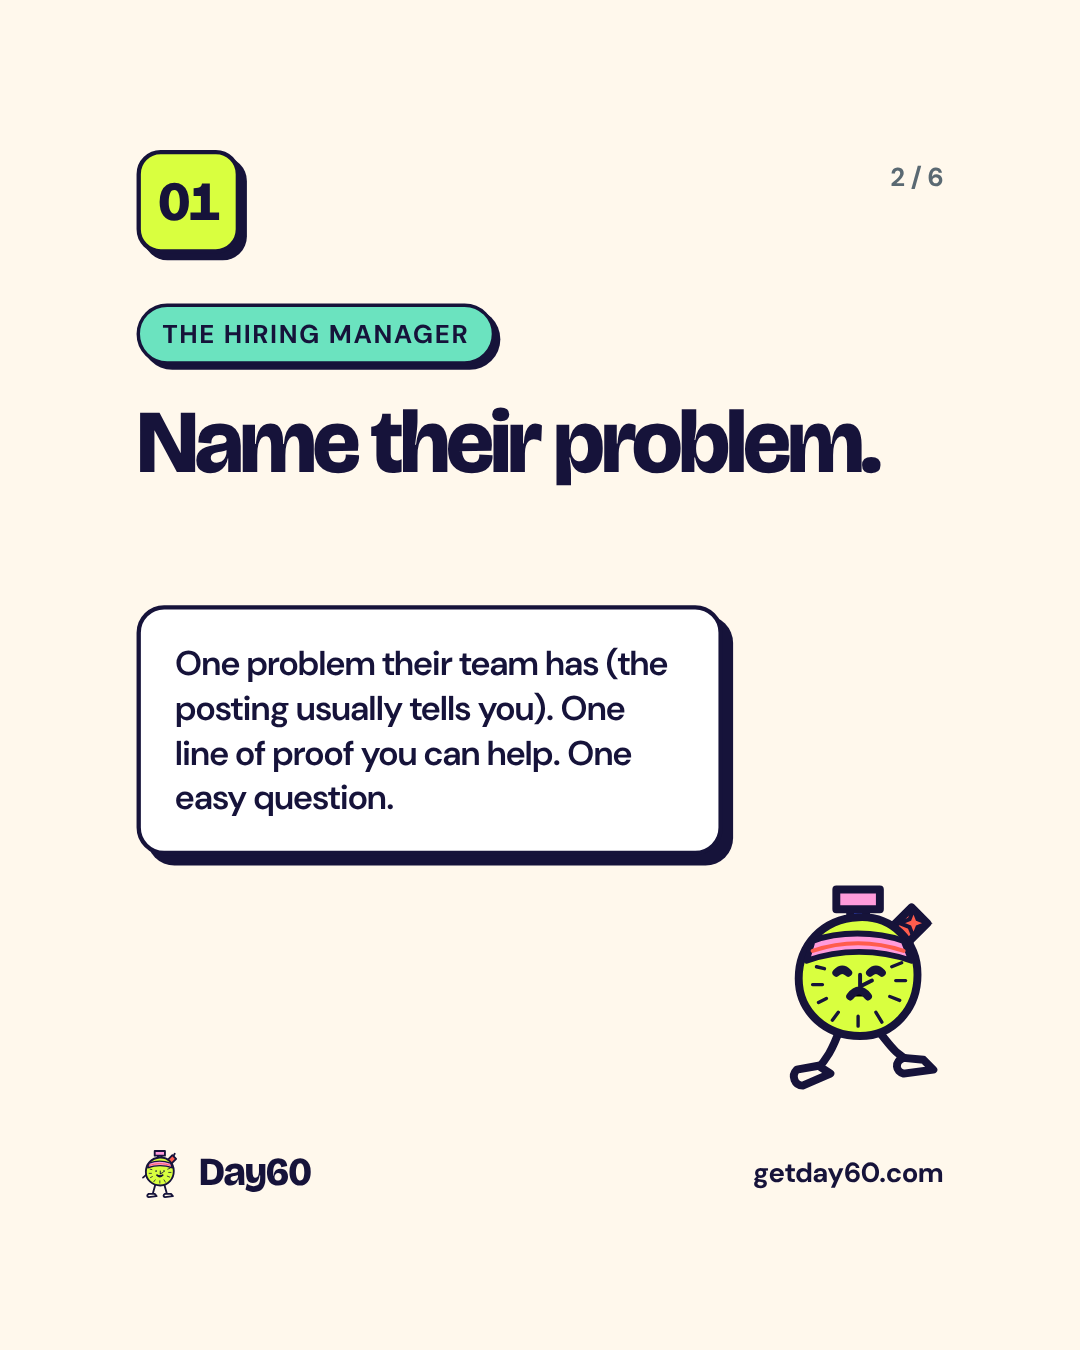 01
2 / 6
THE HIRING MANAGER
Name their problem.
One problem their team has (the
posting usually tells you). One
line of proof you can help. One
easy question.
Day60
getday60.com